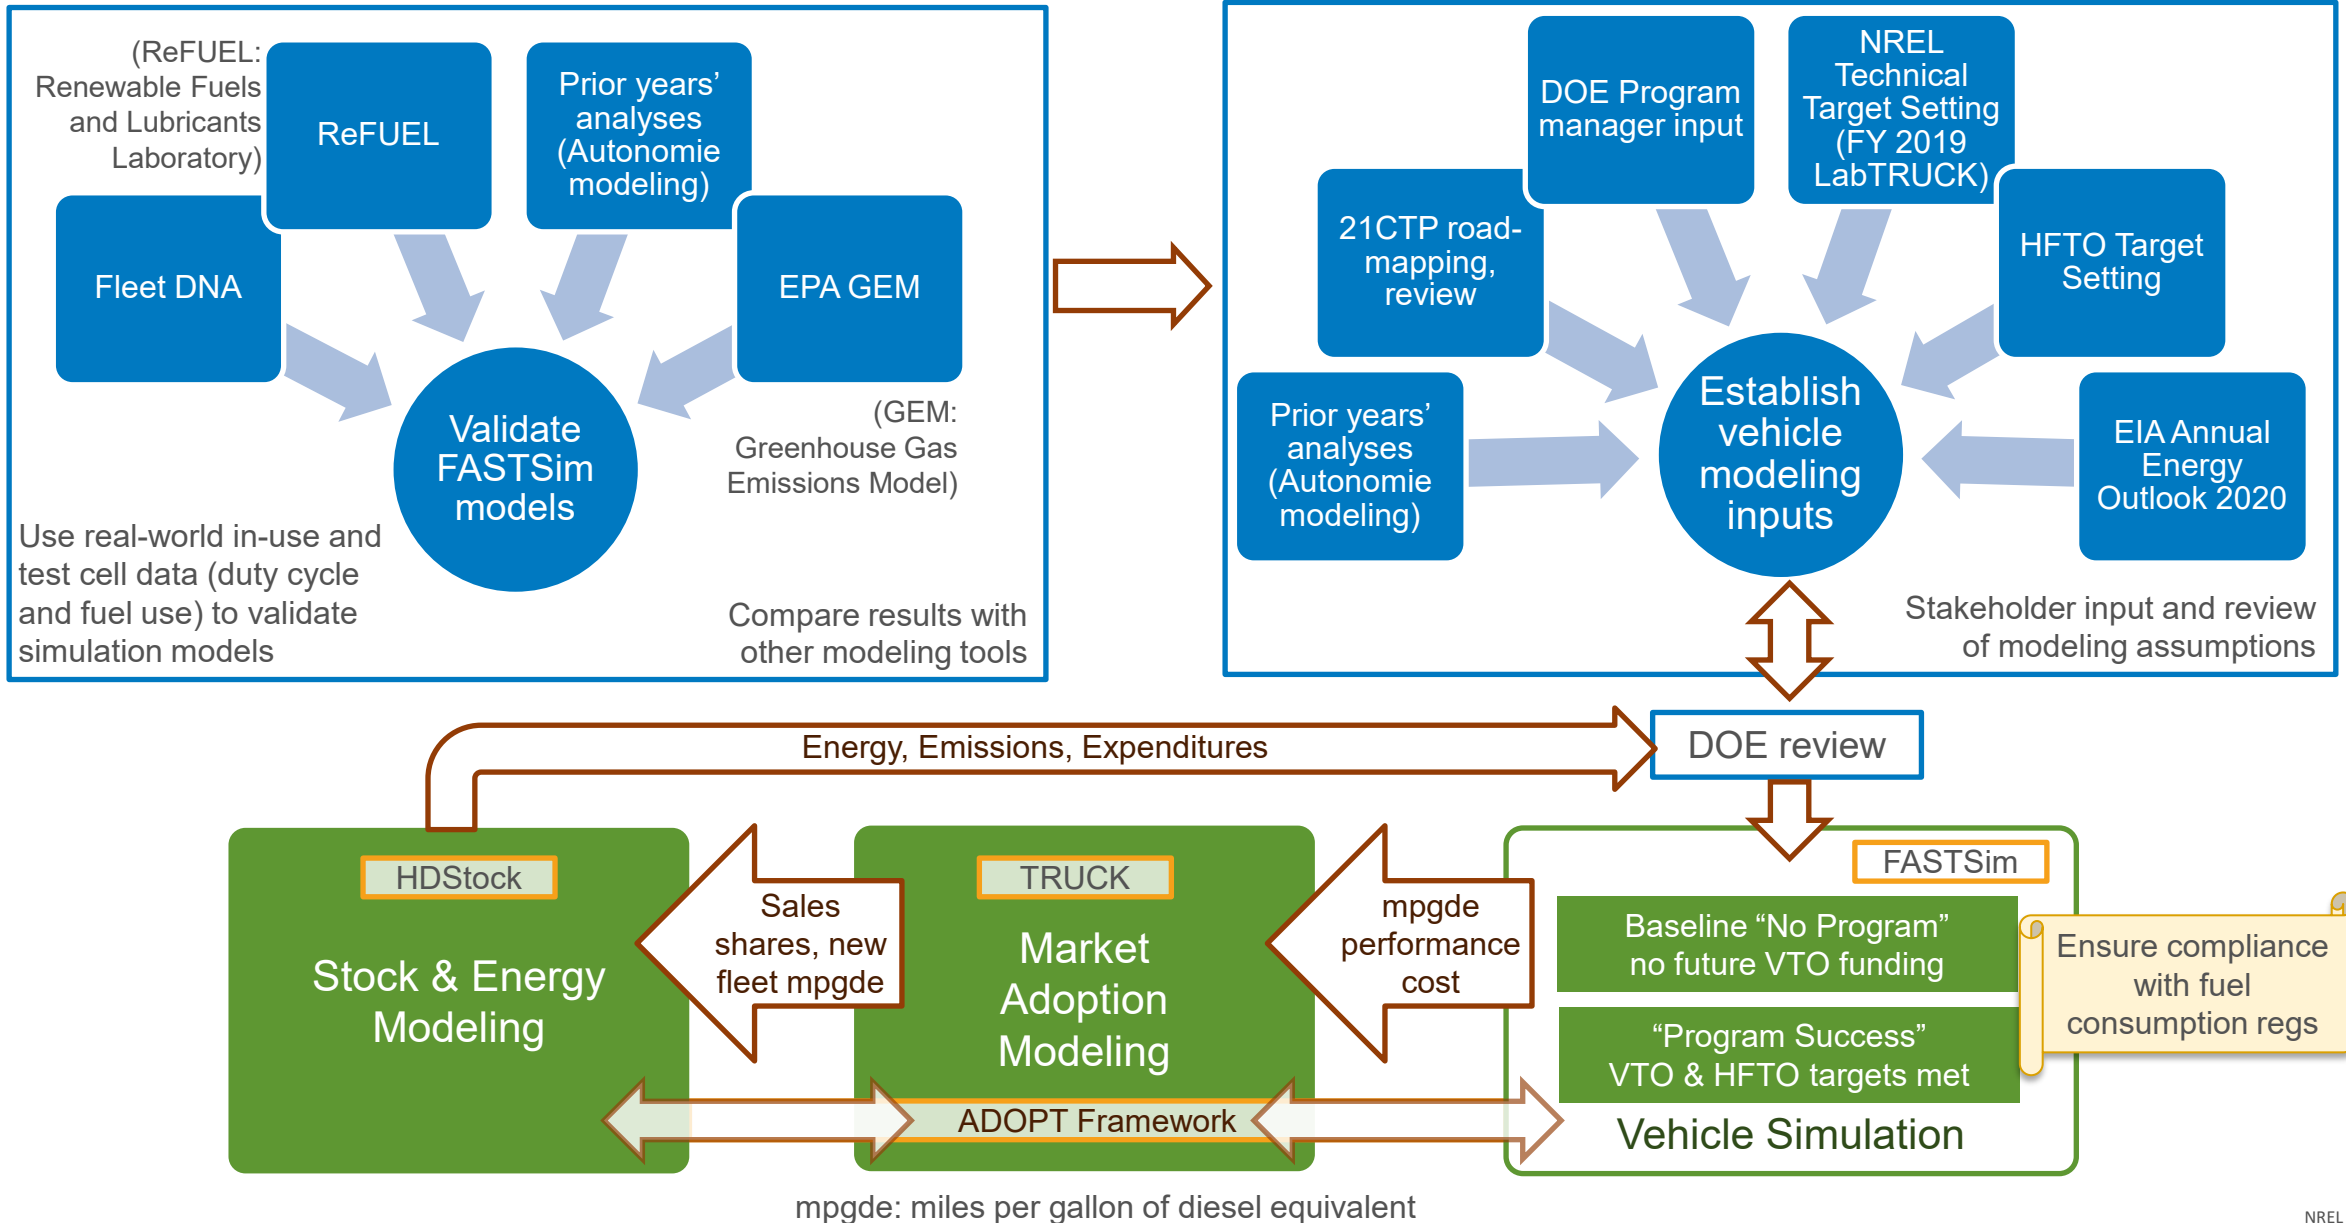 (ReFUEL:
Renewable Fuels
and Lubricants
Laboratory)
ReFUEL
Prior years’
analyses
(Autonomie
modeling)
Fleet DNA
EPA GEM
Validate
FASTSim
models
(GEM:
Greenhouse Gas
Emissions Model)
Use real-world in-use and
test cell data (duty cycle
and fuel use) to validate
simulation models
Compare results with
other modeling tools
DOE Program
manager input
NREL
Technical
Target Setting
(FY 2019
LabTRUCK)
21CTP road-
mapping,
review
HFTO Target
Setting
Prior years’
analyses
(Autonomie
modeling)
Establish
vehicle
modeling
inputs
EIA Annual
Energy
Outlook 2020
Stakeholder input and review
of modeling assumptions
Energy, Emissions, Expenditures
DOE review
HDStock
Stock & Energy
Modeling
Sales
shares, new
fleet mpgde
TRUCK
Market
Adoption
Modeling
mpgde
performance
cost
FASTSim
Baseline “No Program”
no future VTO funding
“Program Success”
VTO & HFTO targets met
Vehicle Simulation
Ensure compliance
with fuel
consumption regs
ADOPT Framework
mpgde: miles per gallon of diesel equivalent
NREL